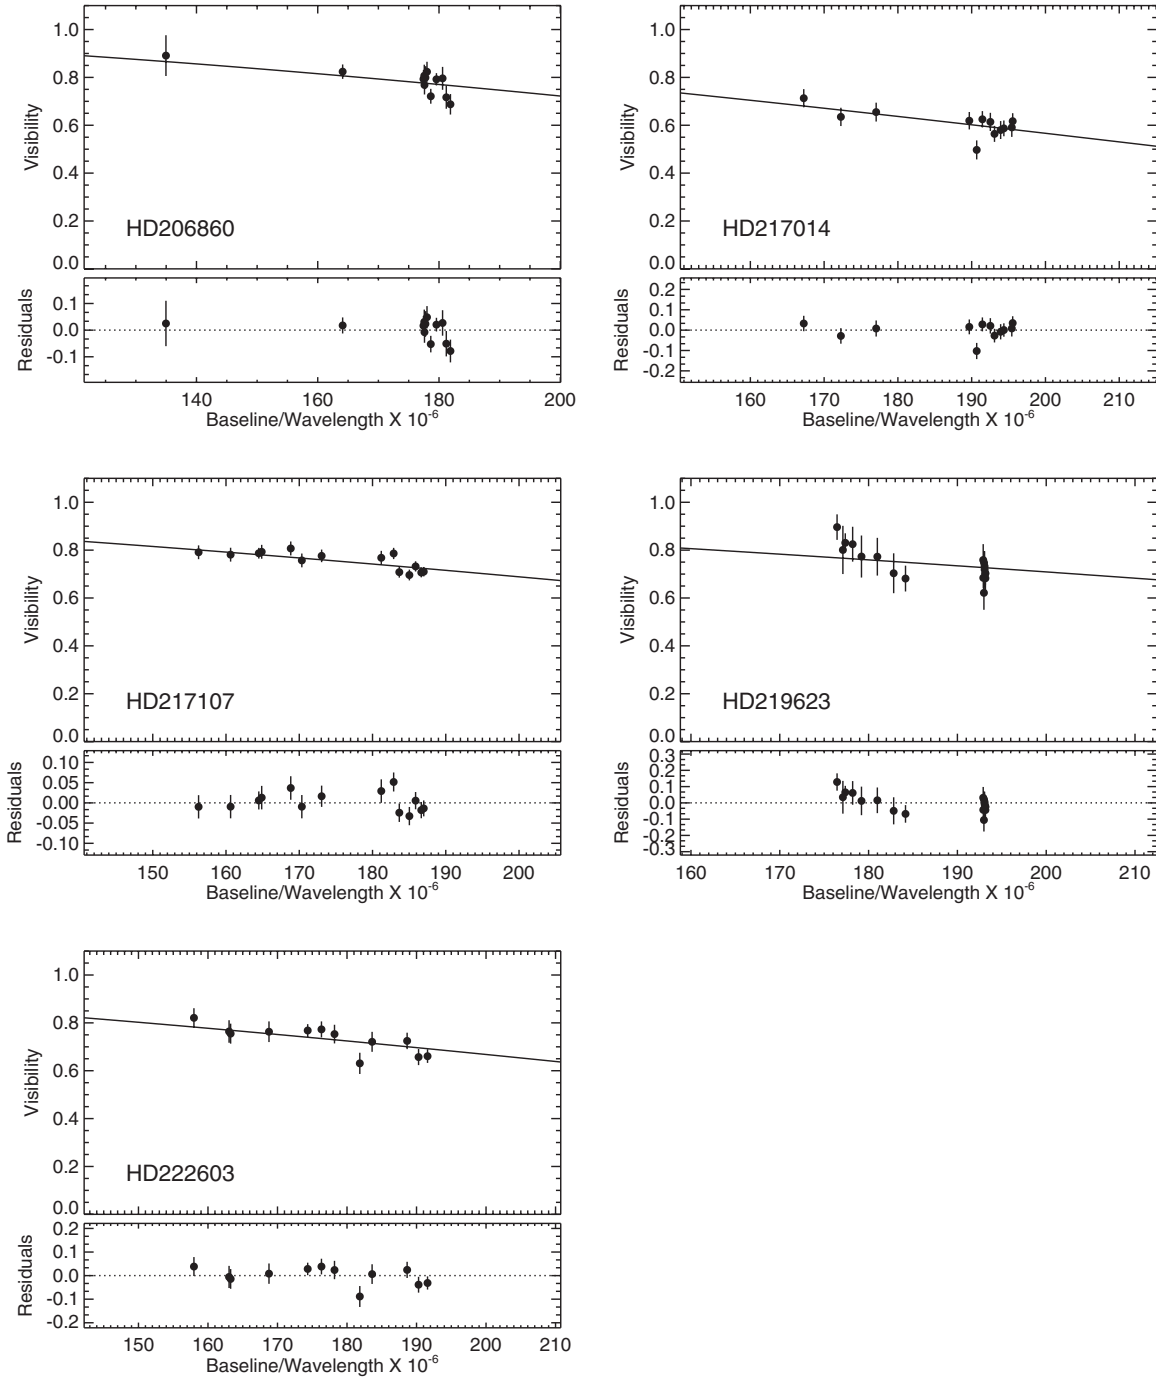 1.0
0.8
0.6
0.4
0.2
0.0
Visibility
HD206860
0.1
0.0
-0.1
Residuals
140 160 180 200
Baseline/Wavelength X 10-6
1.0
0.8
0.6
0.4
0.2
0.0
Visibility
HD217014
0.2
0.1
0.0
-0.1
-0.2
Residuals
160 170 180 190 200 210
Baseline/Wavelength X 10-6
1.0
0.8
0.6
0.4
0.2
0.0
Visibility
HD217107
0.10
0.05
0.00
-0.05
-0.10
Residuals
150 160 170 180 190 200
Baseline/Wavelength X 10-6
1.0
0.8
0.6
0.4
0.2
0.0
Visibility
HD219623
0.3
0.2
0.1
0.0
-0.1
-0.2
-0.3
Residuals
160 170 180 190 200 210
Baseline/Wavelength X 10-6
1.0
0.8
0.6
0.4
0.2
0.0
Visibility
HD222603
0.2
0.1
0.0
-0.1
-0.2
Residuals
150 160 170 180 190 200 210
Baseline/Wavelength X 10-6